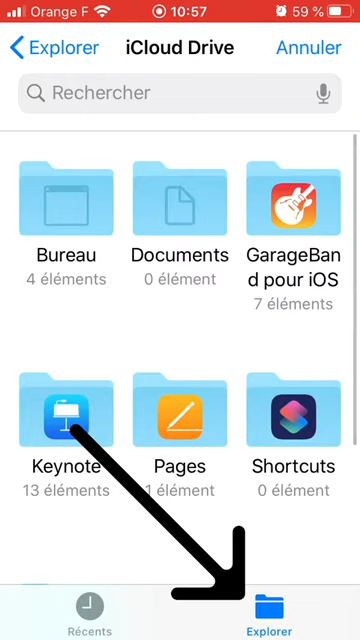 Orange F 10:57 59 %
Explorer iCloud Drive Annuler
Rechercher
Bureau Documents GarageBan
d pour iOS
4 éléments 0 élément
7 éléments
Keynote Pages Shortcuts
13 éléments 1 élément 0 élément
Récents Explorer